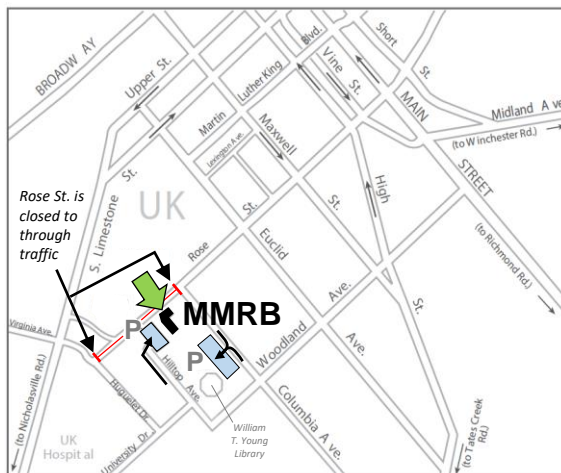 BROADW AY
Upper St.
Blvd.
Luther King
Martin
Lexington Ave.
Maxwell
St.
Vine
St.
Short
St.
MAIN
STREET
Midland A ve
(to W inchester Rd.)
(to Richmond Rd.)
High
St.
(to Tates Creek
Rd.)
Rose St. is
closed to
through
traffic
S. Limestone
St.
UK
Rose
St.
Euclid
Ave.
Woodland
Ave.
MMRB
P
P
Virginia Ave.
(to Nicholasville Rd.)
Huguelet Dr.
Hilltop
Ave.
University Dr.
Columbia A ve.
UK
Hospit al
William
T. Young
Library